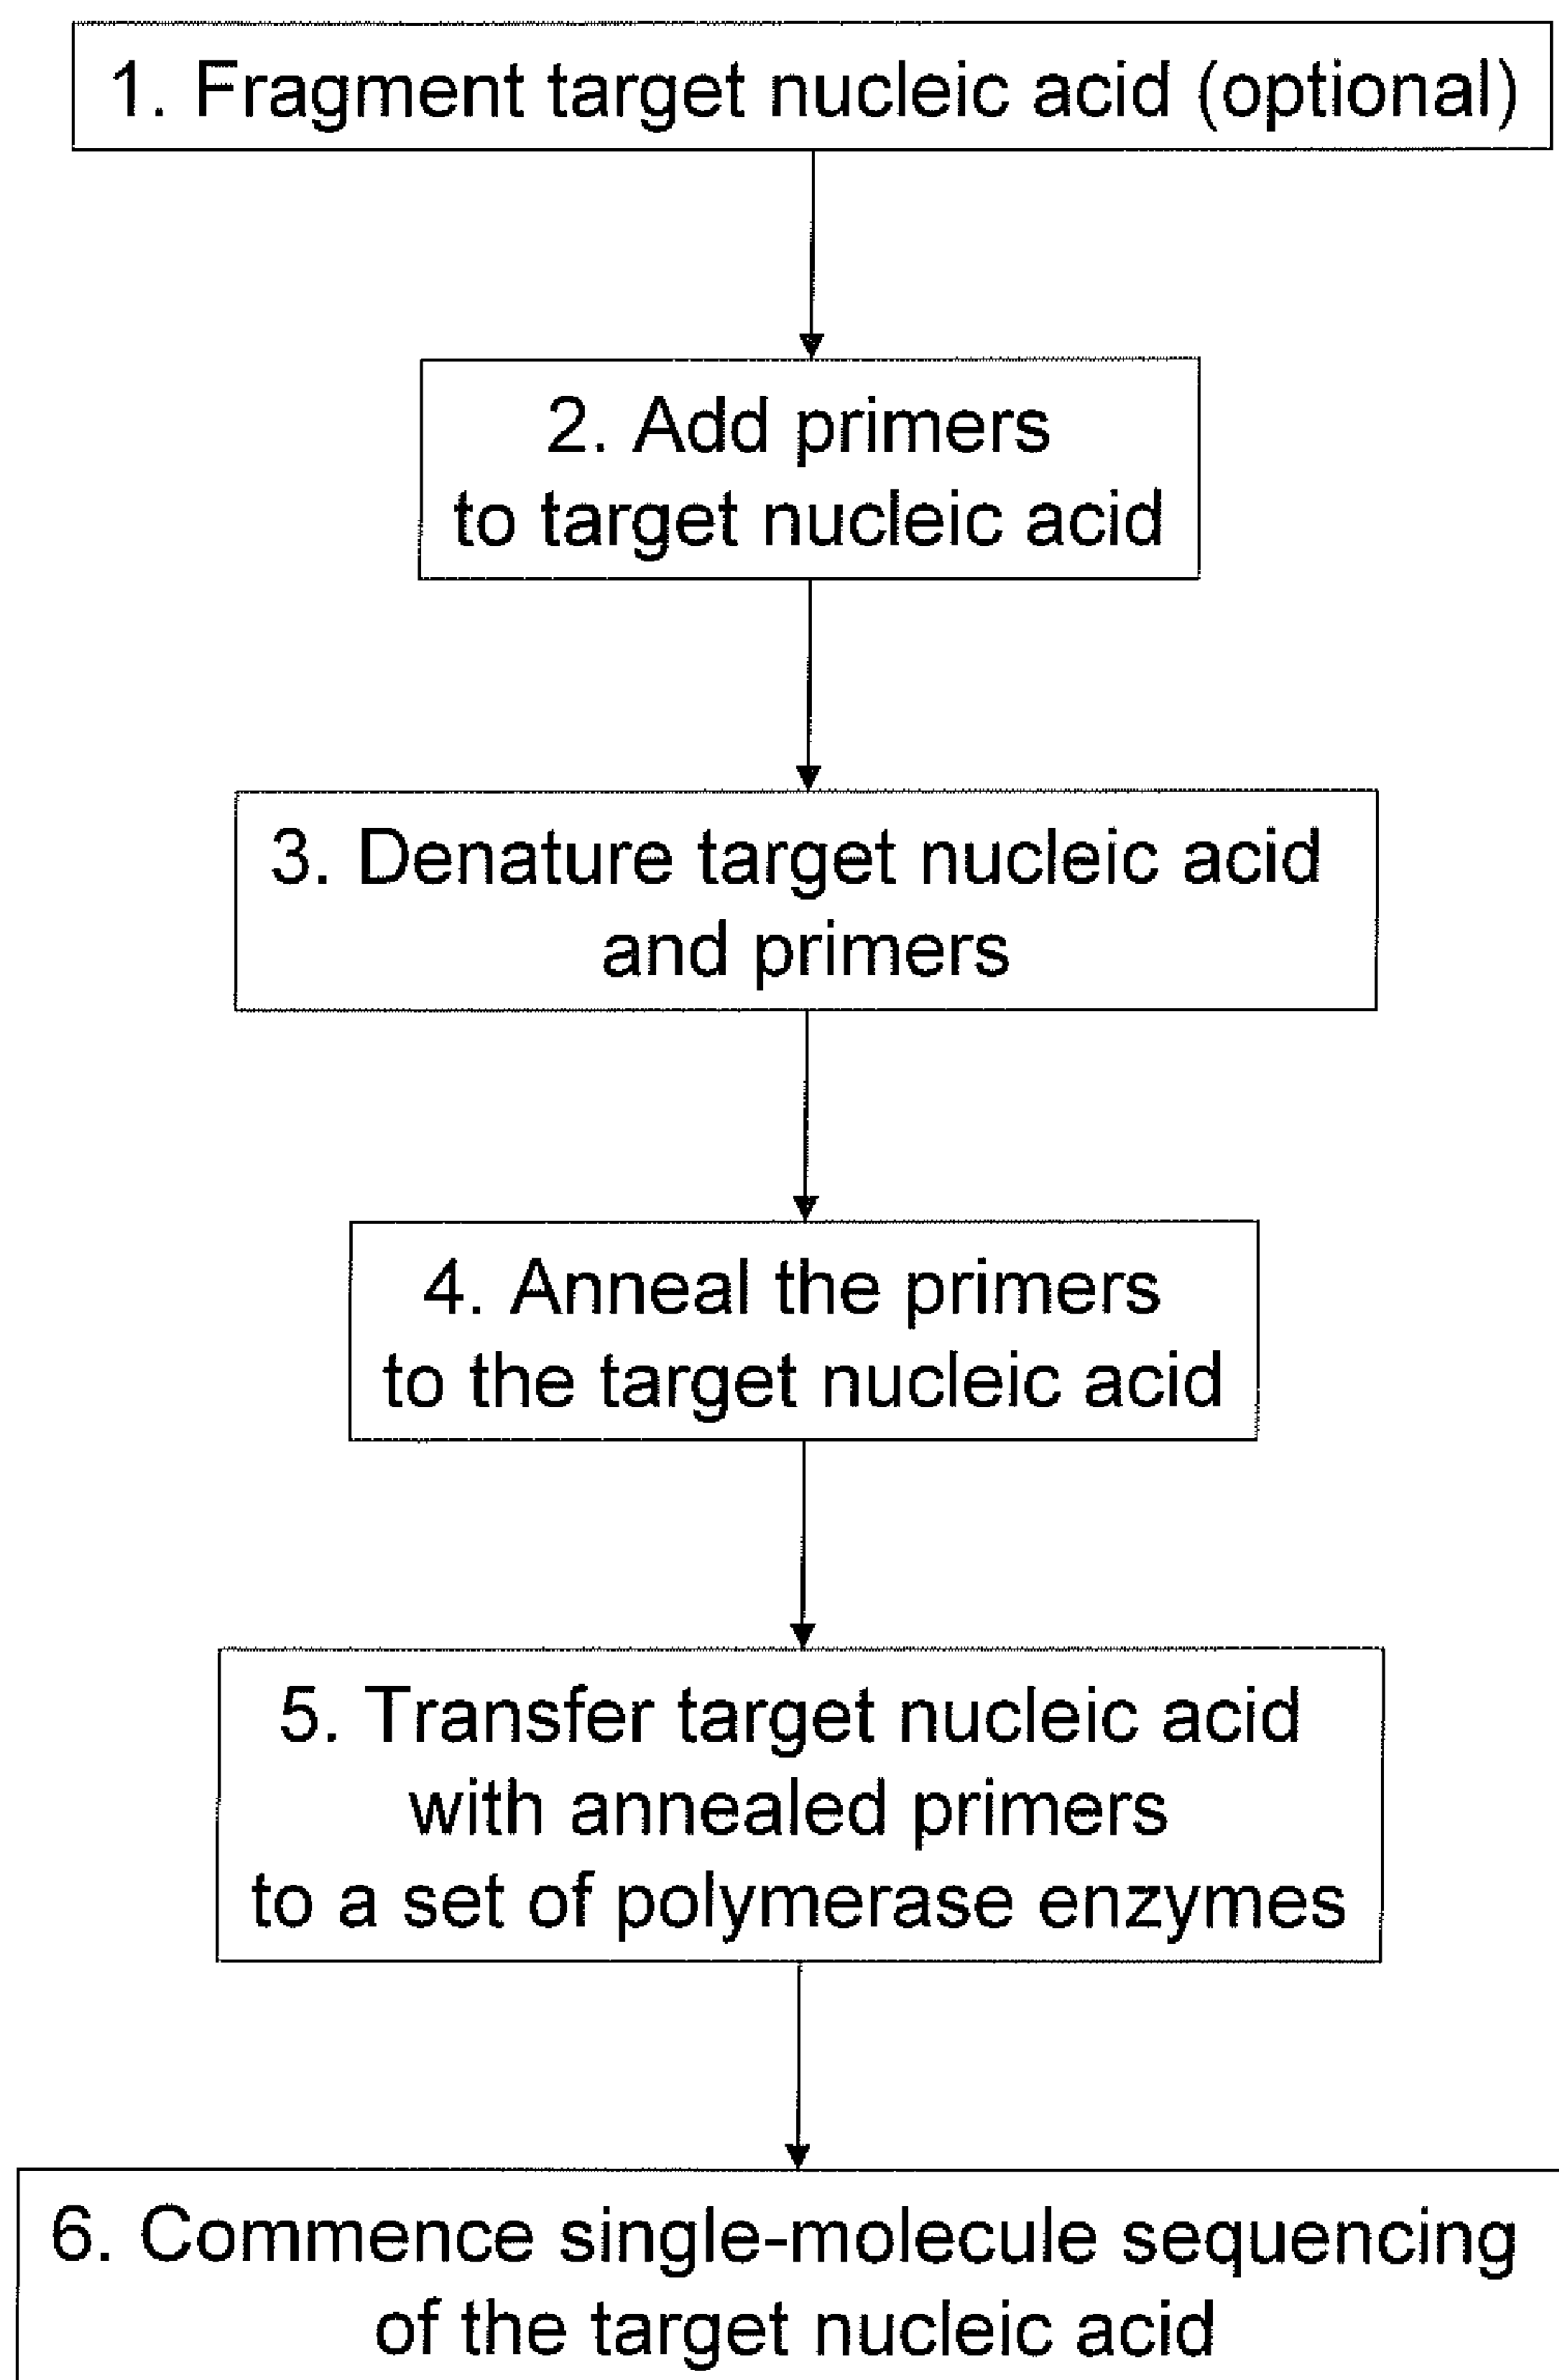 1. Fragment target nucleic acid (optional)
2. Add primers
to target nucleic acid
3. Denature target nucleic acid
and primers
4. Anneal the primers
to the target nucleic acid
5. Transfer target nucleic acid
with annealed primers
to a set of polymerase enzymes
6. Commence single-molecule sequencing
of the target nucleic acid